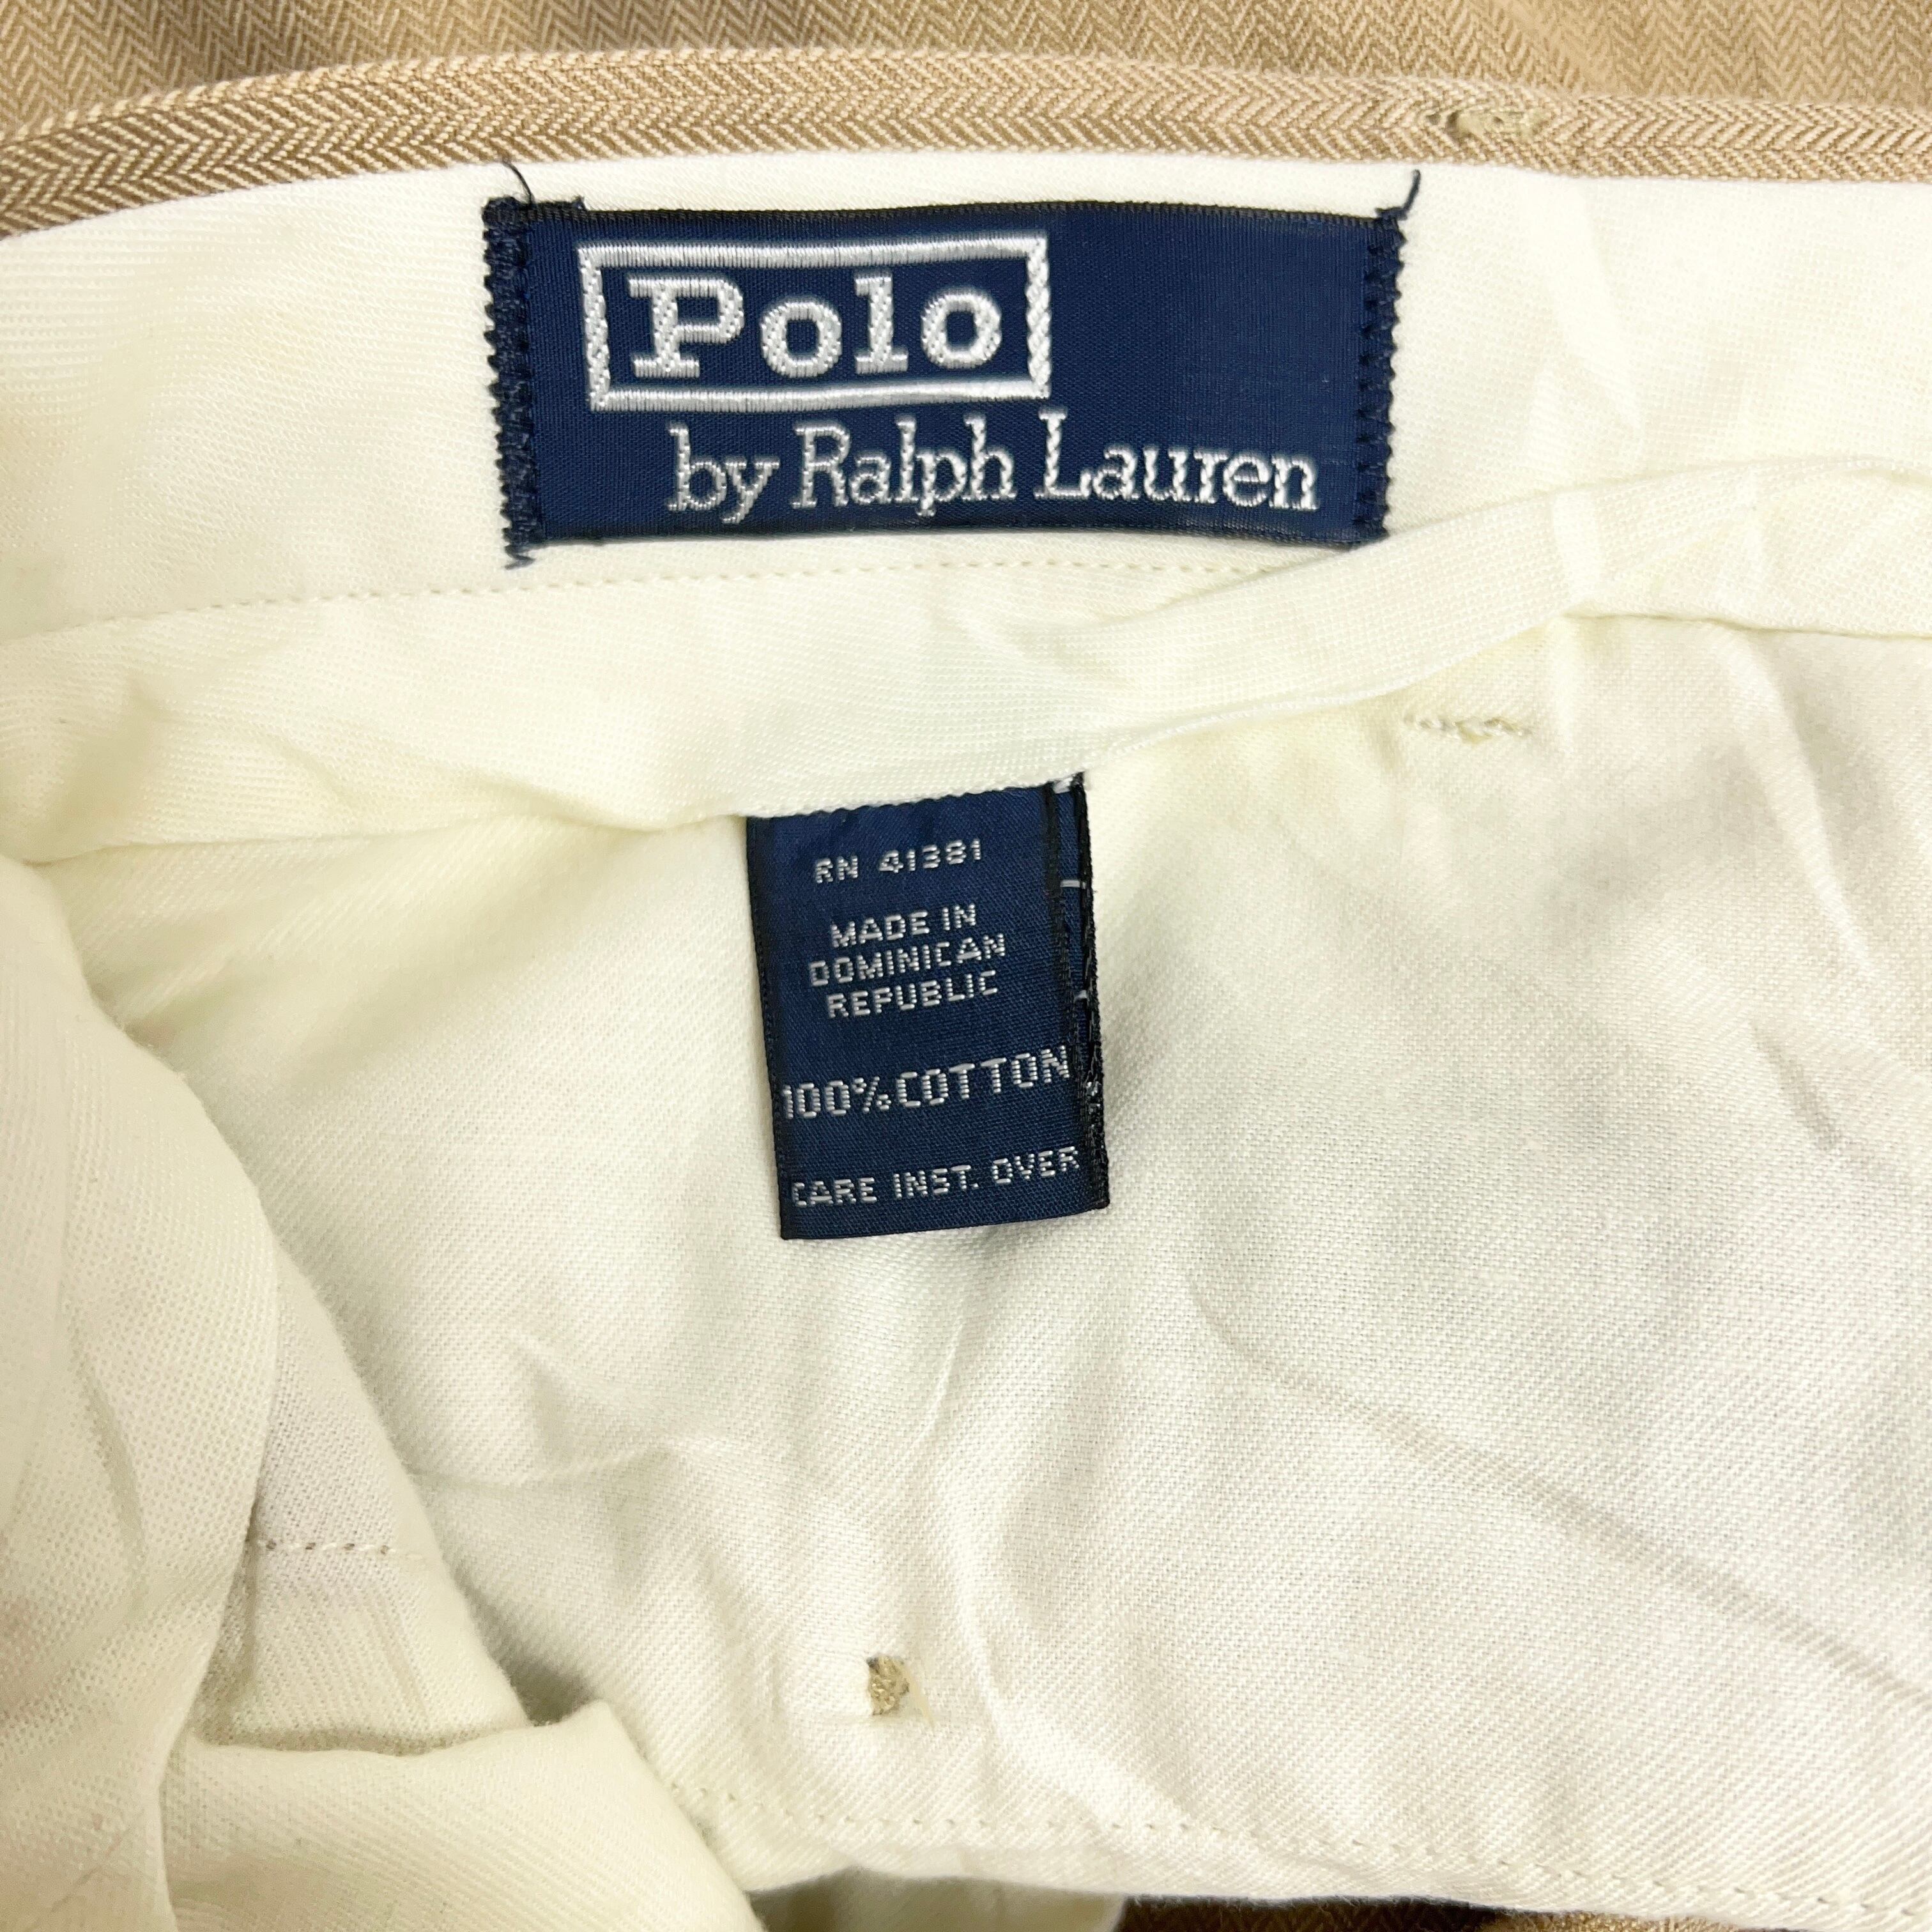 Polo
by Ralph Lauren
RN 41381
MADE IN
DOMINICAN
REPUBLIC
100%COTTON
CARE INST. OVER